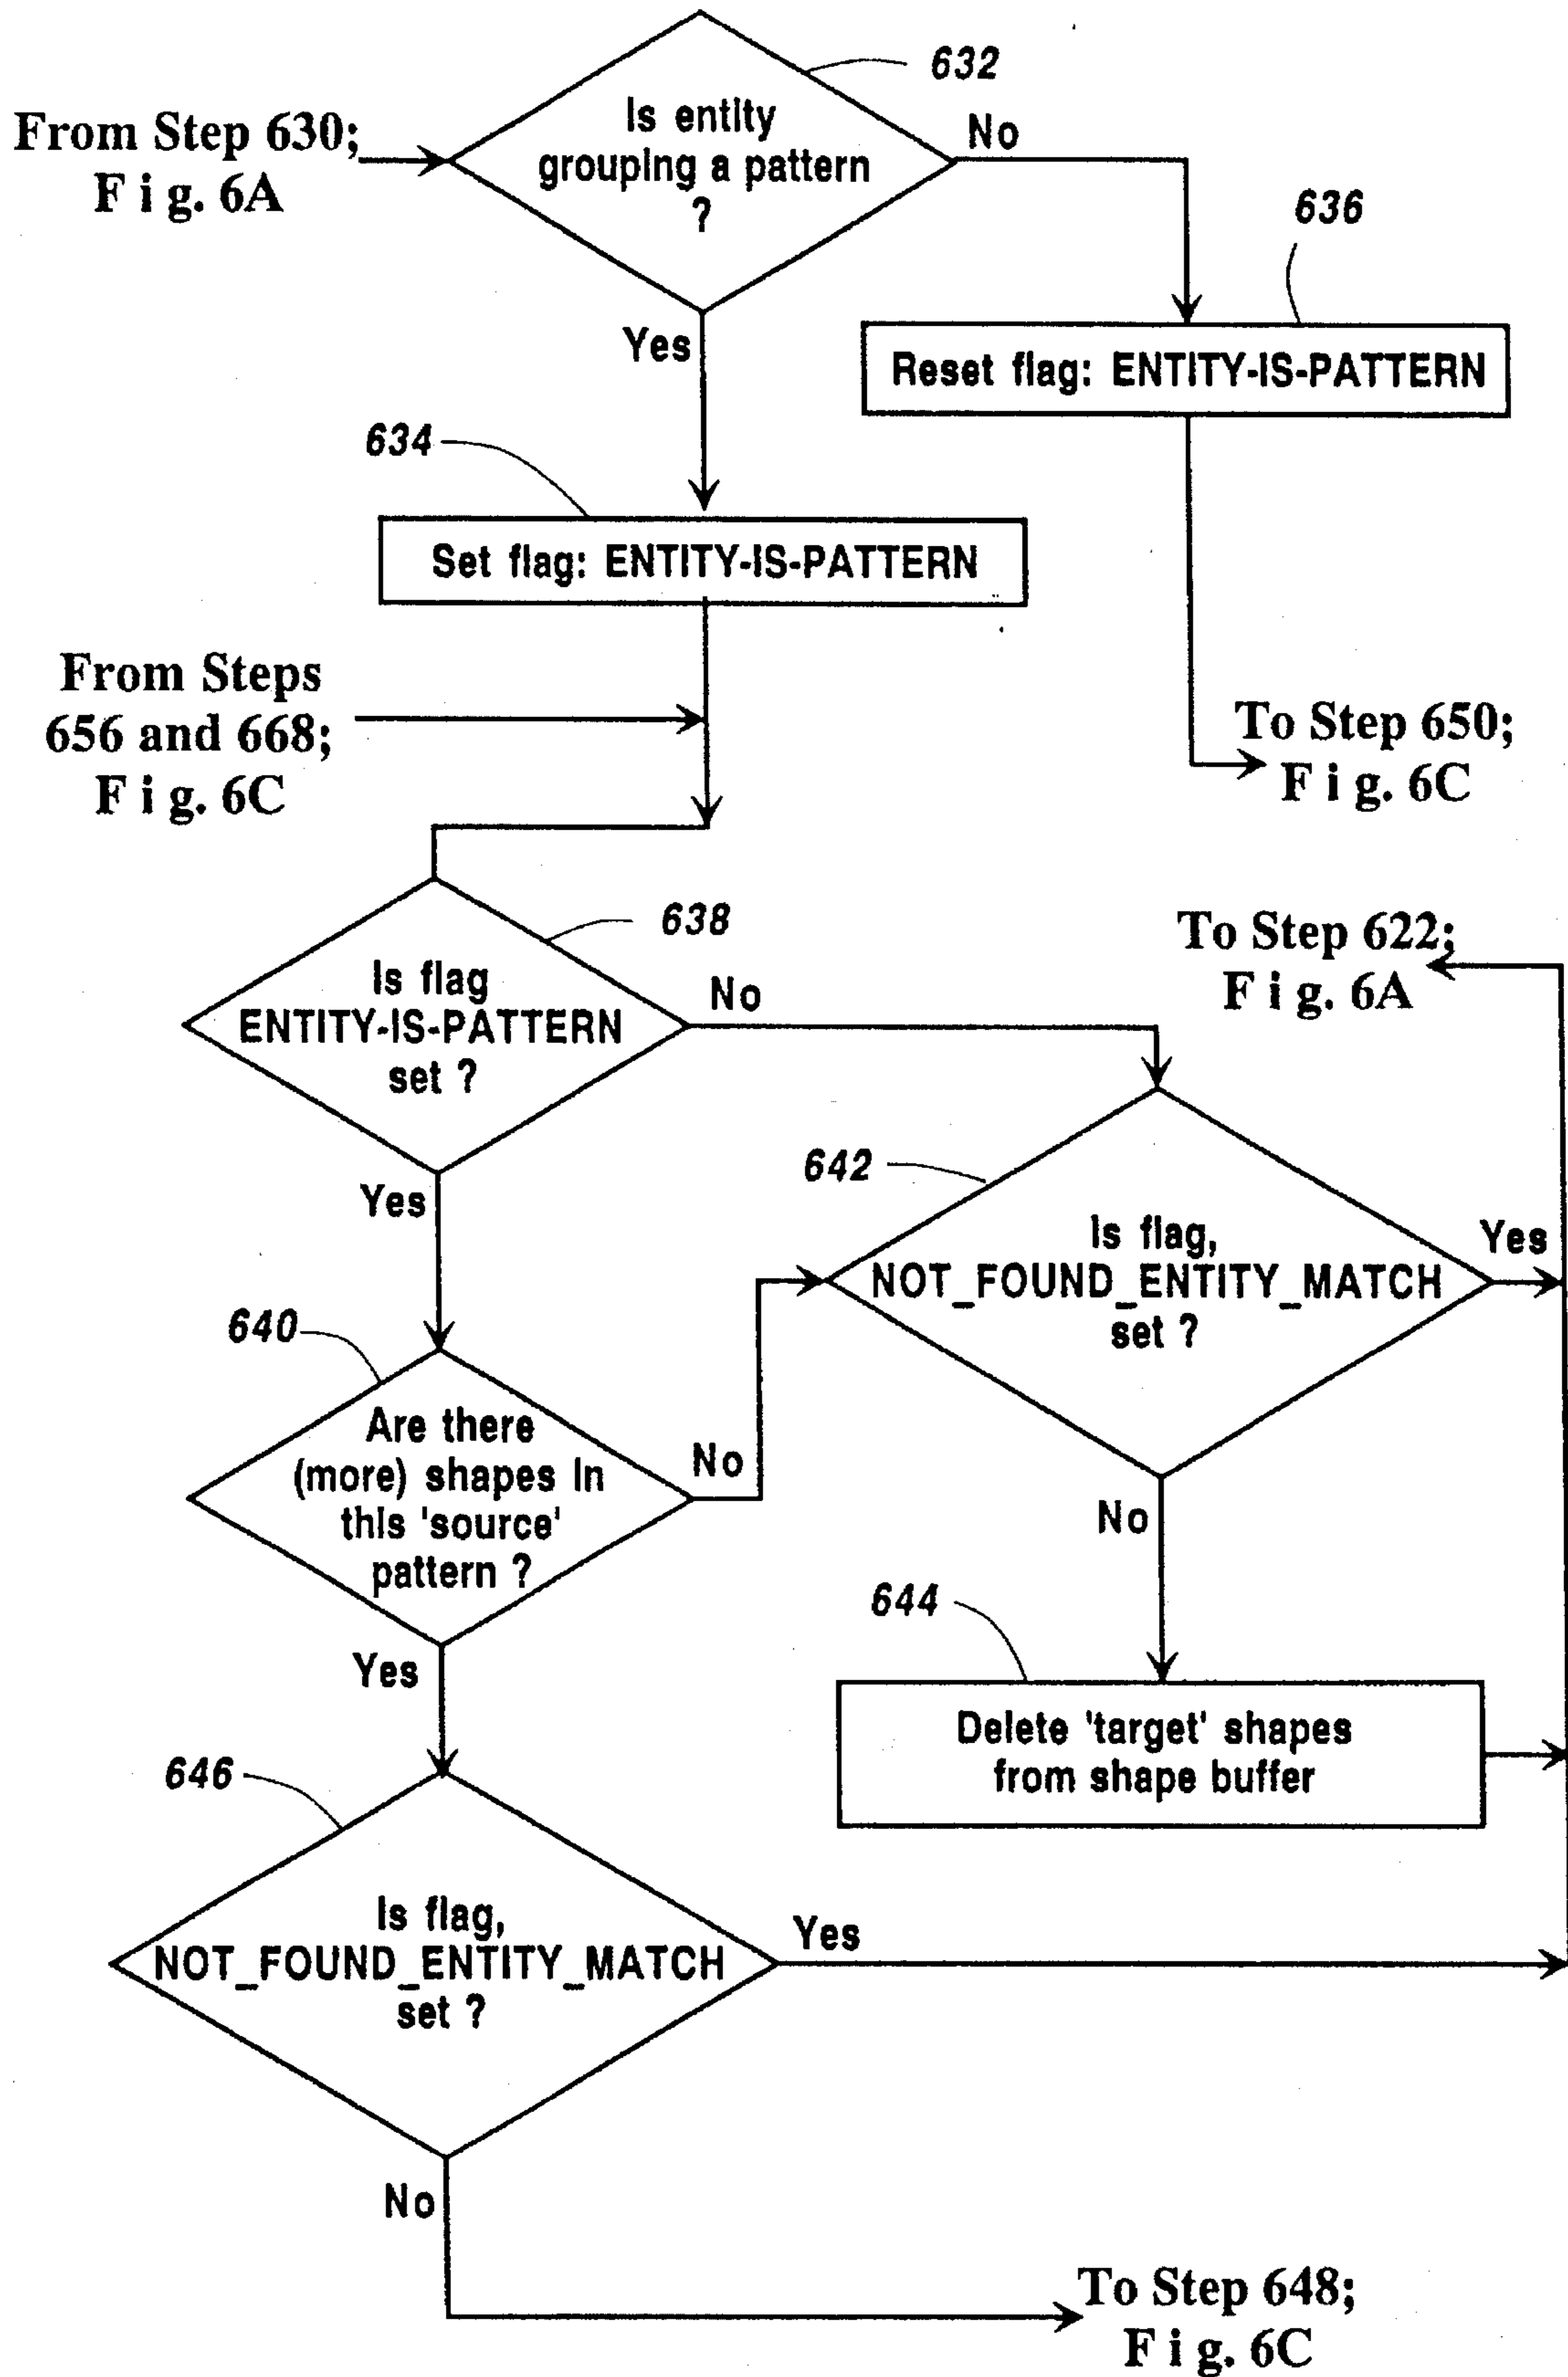 632
From Step 630;
Fig. 6A
Is entity
grouping a pattern
?
No
636
Yes
Reset flag: ENTITY-IS-PATTERN
634
Set flag: ENTITY-IS-PATTERN
From Steps
656 and 668;
Fig. 6C
To Step 650;
Fig. 6C
638
To Step 622;
Fig. 6A
Is flag
ENTITY-IS-PATTERN
set ?
No
642
Yes
Is flag,
NOT_FOUND_ENTITY_MATCH
set ?
Yes
640
Are there
(more) shapes in
this 'source'
pattern ?
No
No
644
Yes
Delete 'target' shapes
from shape buffer
646
Is flag,
NOT_FOUND_ENTITY_MATCH
set ?
Yes
No
To Step 648;
Fig. 6C